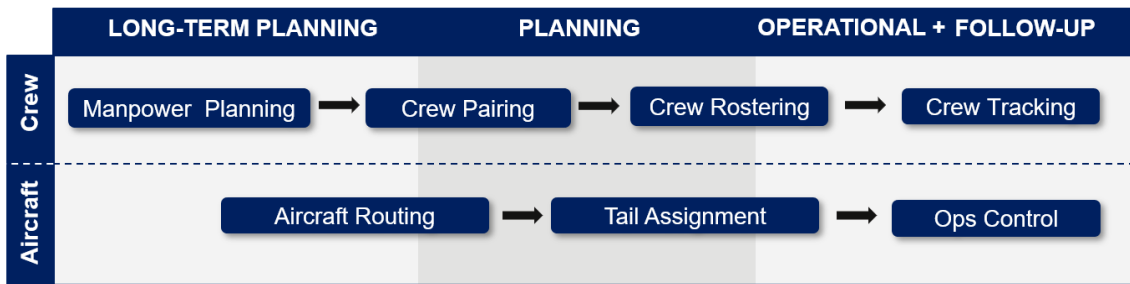 LONG-TERM PLANNING PLANNING OPERATIONAL + FOLLOW-UP
Crew
Manpower Planning Crew Pairing Crew Rostering Crew Tracking
Aircraft
Aircraft Routing Tail Assignment Ops Control